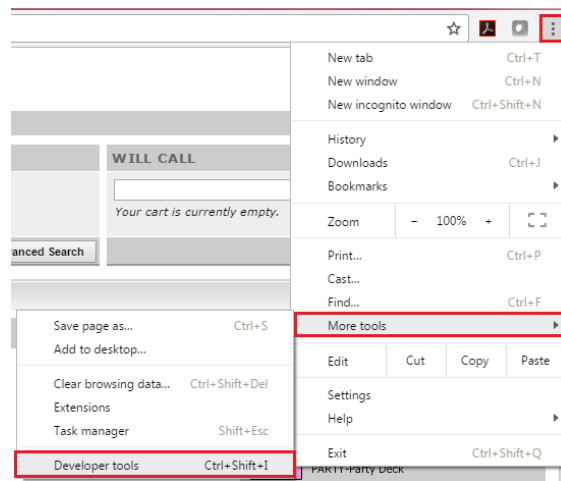 New tab Ctrl+T
New window Ctrl+N
New incognito window Ctrl+Shift+N
History
Downloads Ctrl+J
Bookmarks
Zoom - 100% +
Print... Ctrl+P
Cast...
Find... Ctrl+F
More tools
Edit Cut Copy Paste
Settings
Help
Exit Ctrl+Shift+Q
WILL CALL
Your cart is currently empty.
anced Search
Save page as... Ctrl+S
Add to desktop...
Clear browsing data... Ctrl+Shift+Del
Extensions
Task manager Shift+Esc
Developer tools Ctrl+Shift+I
PARTY-Party Deck